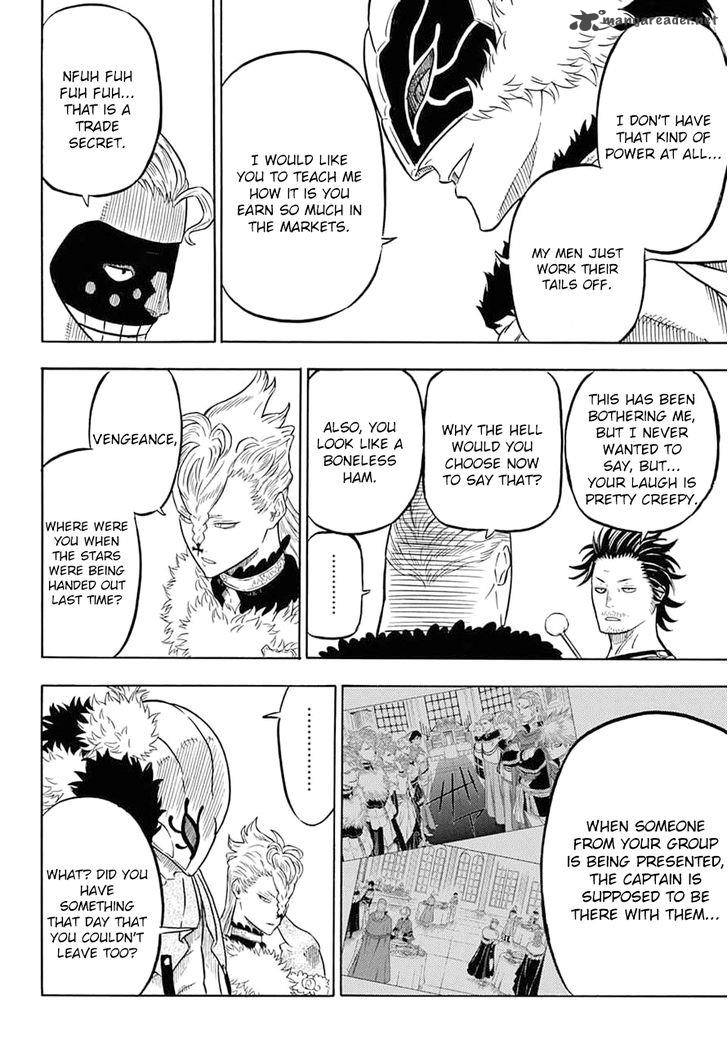 mangareader.net
I DON'T HAVE
THAT KIND OF
POWER AT ALL...
MY MEN JUST
WORK THEIR
TAILS OFF.
I WOULD LIKE
YOU TO TEACH ME
HOW IT IS YOU
EARN SO MUCH IN
THE MARKETS.
NFUH FUH
FUH FUH...
THAT IS A
TRADE
SECRET.
THIS HAS BEEN
BOTHERING ME,
BUT I NEVER
WANTED TO
SAY, BUT...
YOUR LAUGH IS
PRETTY CREEPY.
WHY THE HELL
WOULD YOU
CHOOSE NOW
TO SAY THAT?
ALSO, YOU
LOOK LIKE A
BONELESS
HAM.
.........
VENGEANCE,
WHERE WERE
YOU WHEN
THE STARS
WERE BEING
HANDED OUT
LAST TIME?
WHEN SOMEONE
FROM YOUR GROUP
IS BEING PRESENTED,
THE CAPTAIN IS
SUPPOSED TO BE
THERE WITH THEM...
.........
WHAT? DID YOU
HAVE
SOMETHING
THAT DAY THAT
YOU COULDN'T
LEAVE TOO?